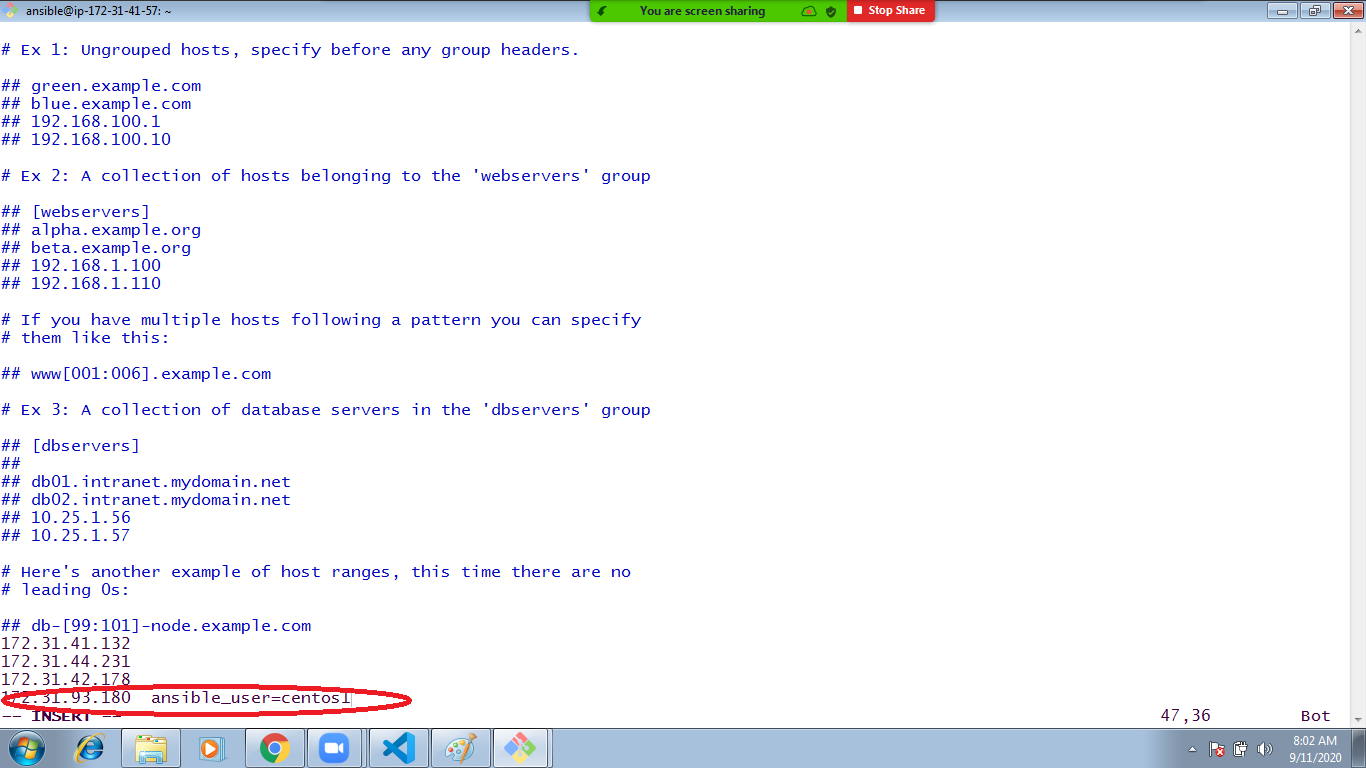 ansible@ip-172-31-41-57: ~
You are screen sharing
Stop Share
# Ex 1: Ungrouped hosts, specify before any group headers.
## green.example.com
## blue.example.com
## 192.168.100.1
## 192.168.100.10
# Ex 2: A collection of hosts belonging to the 'webservers' group
## [webservers]
## alpha.example.org
## beta.example.org
## 192.168.1.100
## 192.168.1.110
# If you have multiple hosts following a pattern you can specify
# them like this:
## www[001:006].example.com
# Ex 3: A collection of database servers in the 'dbservers' group
## [dbservers]
##
## db01.intranet.mydomain.net
## db02.intranet.mydomain.net
## 10.25.1.56
## 10.25.1.57
# Here's another example of host ranges, this time there are no
# leading 0s:
## db-[99:101]-node.example.com
172.31.41.132
172.31.44.231
172.31.42.178
172.31.93.180  ansible_user=centos1
-- INSERT -- 47,36 Bot
8:02 AM
9/11/2020